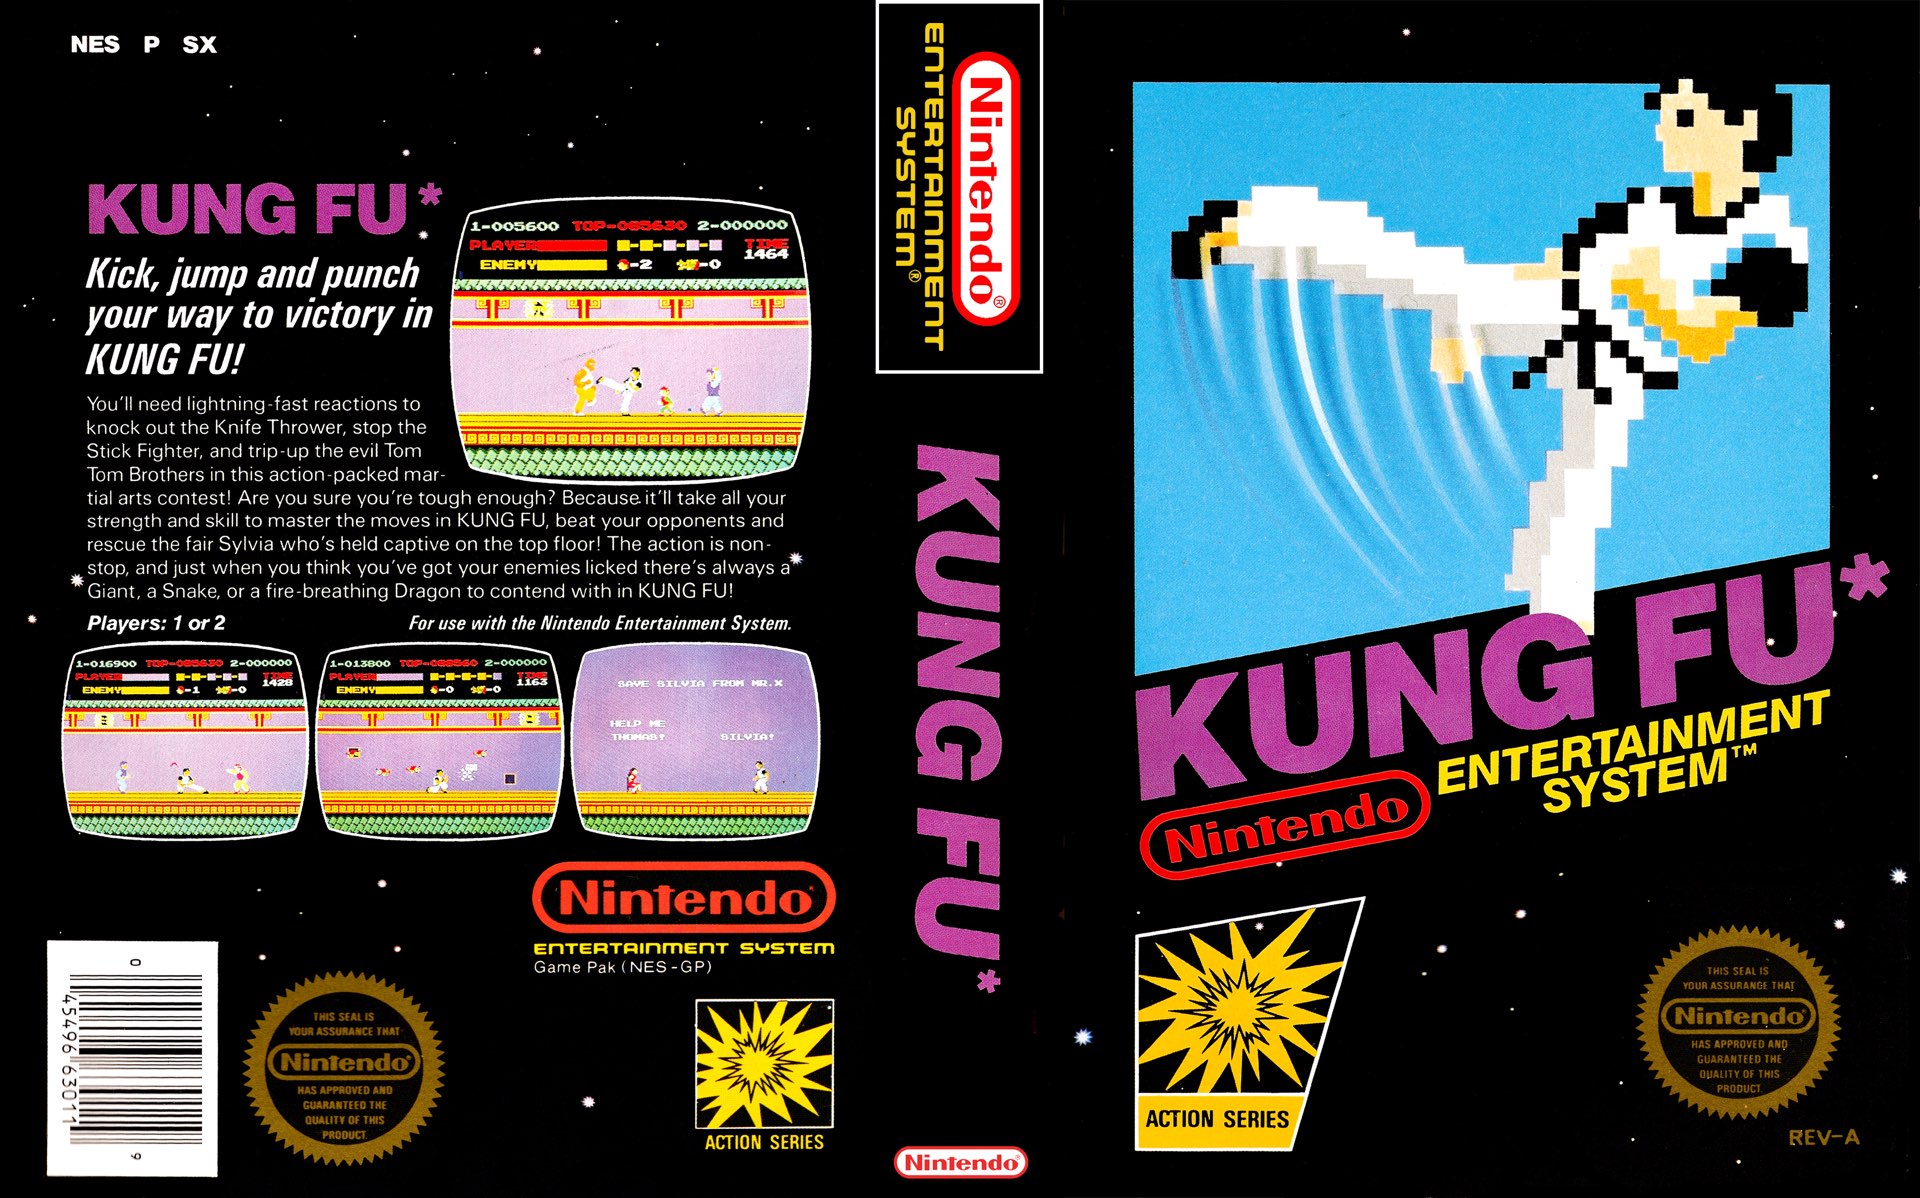 NES P SX
KUNG FU*
Kick, jump and punch
your way to victory in
KUNG FU!
You'll need lightning-fast reactions to
knock out the Knife Thrower, stop the
Stick Fighter, and trip-up the evil Tom
Tom Brothers in this action-packed mar-
tial arts contest! Are you sure you're tough enough? Because it'll take all your
strength and skill to master the moves in KUNG FU, beat your opponents and
rescue the fair Sylvia who's held captive on the top floor! The action is non-
stop, and just when you think you've got your enemies licked there's always a
Giant, a Snake, or a fire-breathing Dragon to contend with in KUNG FU!
Players: 1 or 2
For use with the Nintendo Entertainment System.
1-005600 TOP-085630 2-000000
PLAYER TIME
1464
ENEMY -2 -0
1-016900 TOP-085630 2-000000
PLAYER TIME
1428
ENEMY -1 -0
1-013800 TOP-088560 2-000000
PLAYER TIME
1163
ENEMY -0 -0
SAVE SILVIA FROM MR.X
HELP ME
THOMAS! SILVIA!
Nintendo®
ENTERTAINMENT SYSTEM
Game Pak (NES-GP)
0
45496 63011
9
THIS SEAL IS
YOUR ASSURANCE THAT
Nintendo®
HAS APPROVED AND
GUARANTEED THE
QUALITY OF THIS
PRODUCT.
ACTION SERIES
Nintendo®
ENTERTAINMENT
SYSTEM®
KUNG FU*
Nintendo®
KUNG FU*
Nintendo
ENTERTAINMENT
SYSTEM™
ACTION SERIES
THIS SEAL IS
YOUR ASSURANCE THAT
Nintendo®
HAS APPROVED AND
GUARANTEED THE
QUALITY OF THIS
PRODUCT.
REV-A